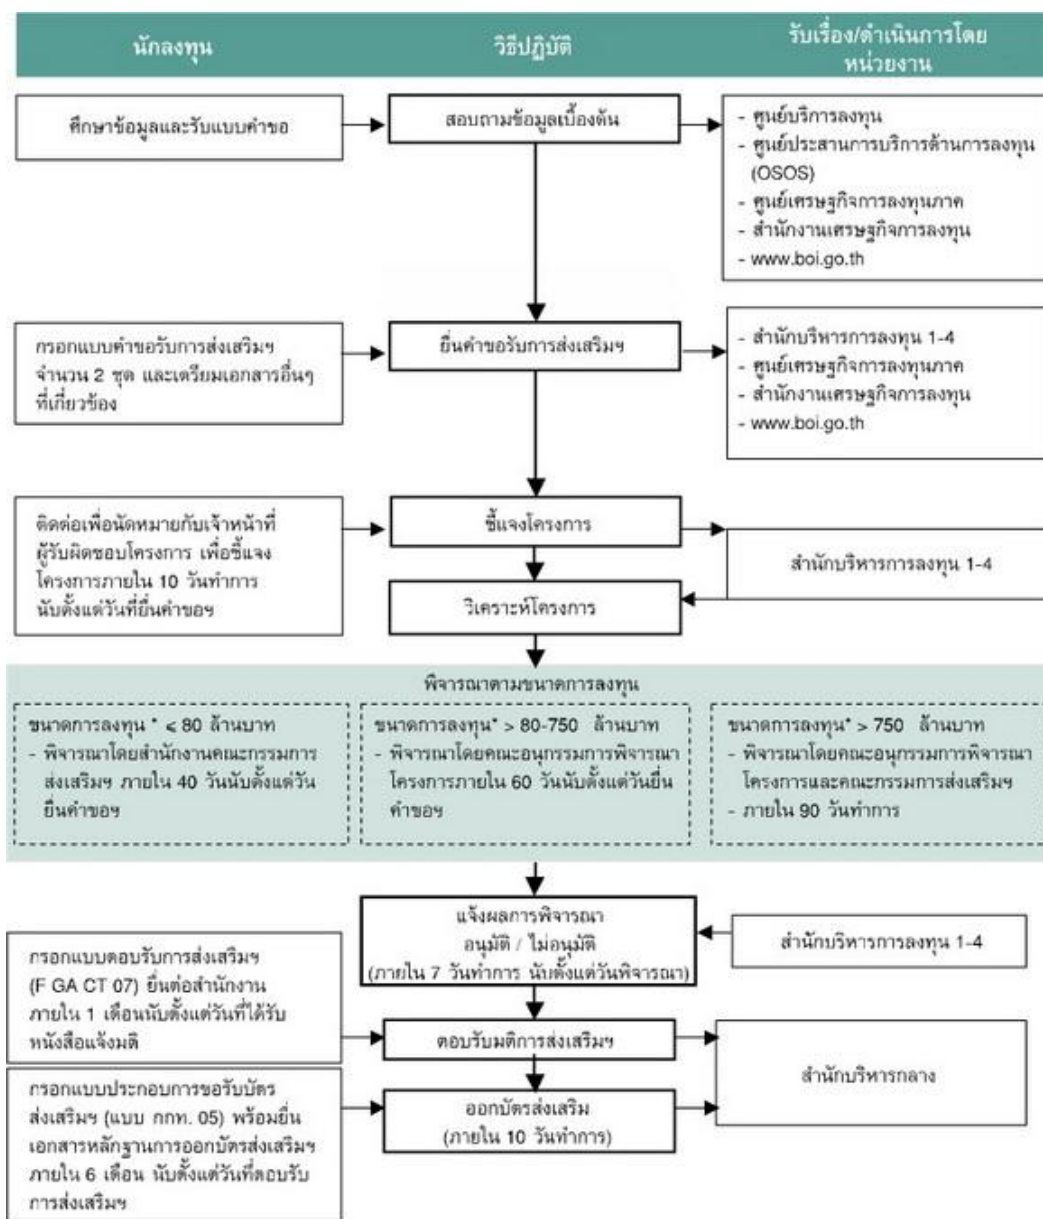 นักลงทุน
วิธีปฏิบัติ
รับเรื่อง/ดำเนินการโดย
หน่วยงาน
ศึกษาข้อมูลและรับแบบคำขอ
สอบถามข้อมูลเบื้องต้น
- ศูนย์บริการลงทุน
- ศูนย์ประสานการบริการด้านการลงทุน
(OSOS)
- ศูนย์เศรษฐกิจการลงทุนภาค
- สำนักงานเศรษฐกิจการลงทุน
- www.boi.go.th
กรอกแบบคำขอรับการส่งเสริมฯ
จำนวน 2 ชุด และเตรียมเอกสารอื่นๆ
ที่เกี่ยวข้อง
ยื่นคำขอรับการส่งเสริมฯ
- สำนักบริหารการลงทุน 1-4
- ศูนย์เศรษฐกิจการลงทุนภาค
- สำนักงานเศรษฐกิจการลงทุน
- www.boi.go.th
ติดต่อเพื่อนัดหมายกับเจ้าหน้าที่
ผู้รับผิดชอบโครงการ เพื่อชี้แจง
โครงการภายใน 10 วันทำการ
นับตั้งแต่วันที่ยื่นคำขอฯ
ชี้แจงโครงการ
วิเคราะห์โครงการ
สำนักบริหารการลงทุน 1-4
พิจารณาตามขนาดการลงทุน
ขนาดการลงทุน * ⩽ 80 ล้านบาท
- พิจารณาโดยสำนักงานคณะกรรมการ
ส่งเสริมฯ ภายใน 40 วันนับตั้งแต่วัน
ยื่นคำขอฯ
ขนาดการลงทุน* > 80-750 ล้านบาท
- พิจารณาโดยคณะอนุกรรมการพิจารณา
โครงการภายใน 60 วันนับตั้งแต่วันยื่น
คำขอฯ
ขนาดการลงทุน* > 750 ล้านบาท
- พิจารณาโดยคณะอนุกรรมการพิจารณา
โครงการและคณะกรรมการส่งเสริมฯ
- ภายใน 90 วันทำการ
แจ้งผลการพิจารณา
อนุมัติ / ไม่อนุมัติ
(ภายใน 7 วันทำการ นับตั้งแต่วันพิจารณา)
สำนักบริหารการลงทุน 1-4
กรอกแบบตอบรับการส่งเสริมฯ
(F GA CT 07) ยื่นต่อสำนักงาน
ภายใน 1 เดือนนับตั้งแต่วันที่ได้รับ
หนังสือแจ้งมติ
ตอบรับมติการส่งเสริมฯ
สำนักบริหารกลาง
กรอกแบบประกอบการขอรับบัตร
ส่งเสริมฯ (แบบ กกท. 05) พร้อมยื่น
เอกสารหลักฐานการออกบัตรส่งเสริมฯ
ภายใน 6 เดือน นับตั้งแต่วันที่ตอบรับ
การส่งเสริมฯ
ออกบัตรส่งเสริม
(ภายใน 10 วันทำการ)